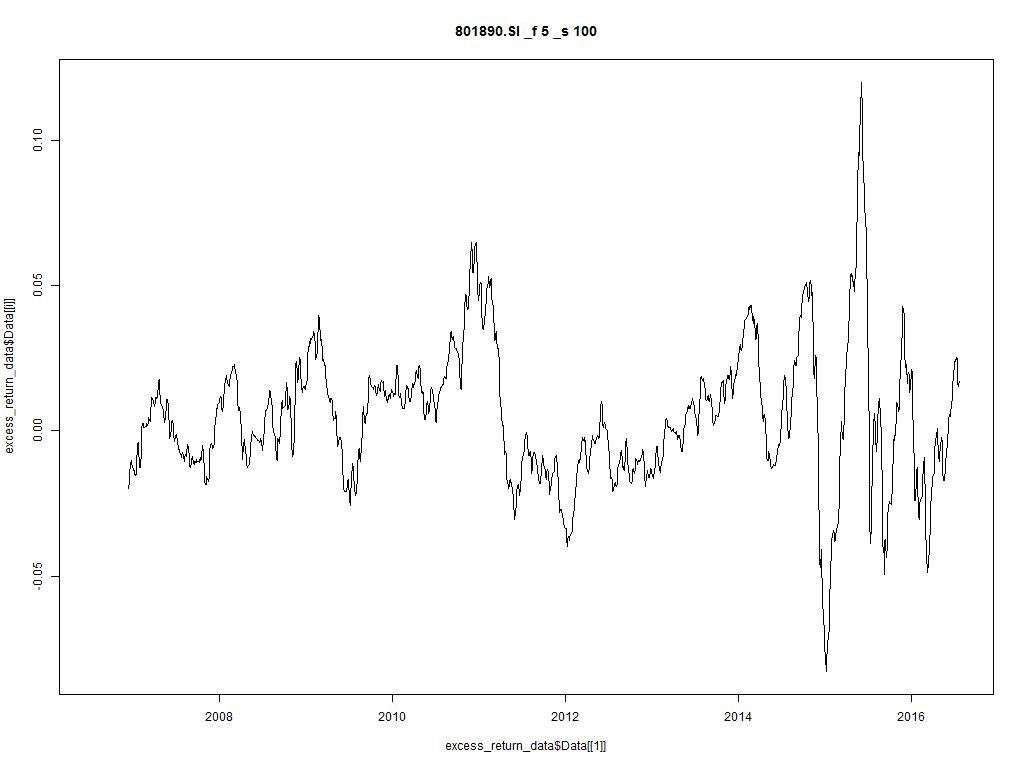 801890.SI _f 5 _s 100
excess_return_data$Data[[i]]
0.10
0.05
0.00
-0.05
2008 2010 2012 2014 2016
excess_return_data$Data[[1]]